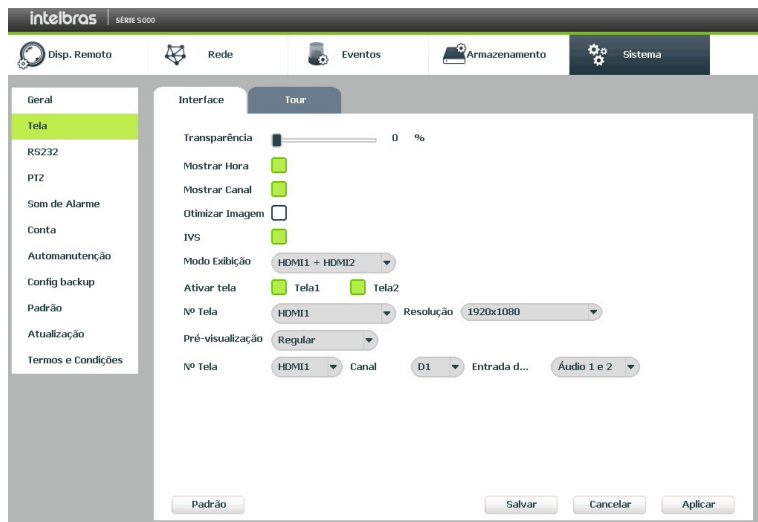 intelbras SÉRIE 5000
Disp. Remoto Rede Eventos Armazenamento Sistema
Geral
Tela
RS232
PTZ
Som de Alarme
Conta
Automanutenção
Config backup
Padrão
Atualização
Termos e Condições
Interface Tour
Transparência 0 %
Mostrar Hora
Mostrar Canal
Otimizar Imagem
IVS
Modo Exibição HDMI1 + HDMI2
Ativar tela Tela1 Tela2
Nº Tela HDMI1 Resolução 1920x1080
Pré-visualização Regular
Nº Tela HDMI1 Canal D1 Entrada d... Áudio 1 e 2
Padrão Salvar Cancelar Aplicar